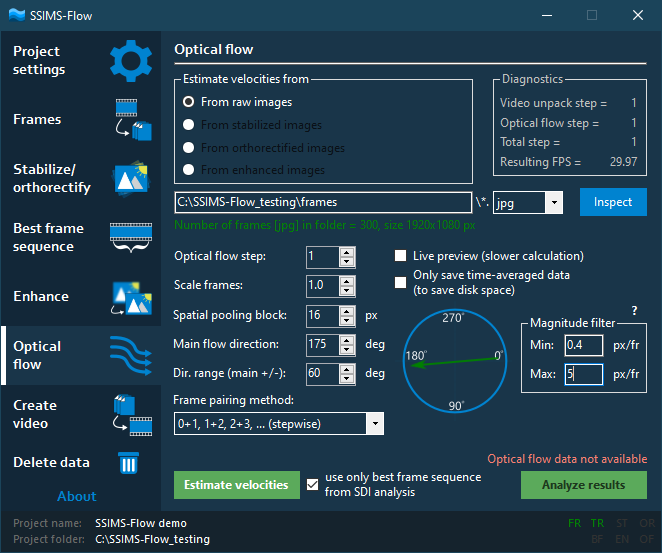 SSIMS-Flow
Project
settings
Frames
Stabilize/
orthorectify
Best frame
sequence
Enhance
Optical
flow
Create
video
Delete data
About
Optical flow
Estimate velocities from
From raw images
From stabilized images
From orthorectified images
From enhanced images
Diagnostics
Video unpack step = 1
Optical flow step = 1
Total step = 1
Resulting FPS = 29.97
C:\SSIMS-Flow_testing\frames \*. jpg Inspect
Number of frames [jpg] in folder = 300, size 1920x1080 px
Optical flow step: 1
Scale frames: 1.0
Spatial pooling block: 16 px
Main flow direction: 175 deg
Dir. range (main +/-): 60 deg
Frame pairing method:
0+1, 1+2, 2+3, ... (stepwise)
Live preview (slower calculation)
Only save time-averaged data
(to save disk space)
270°
180° 0°
90°
?
Magnitude filter
Min: 0.4 px/fr
Max: 5 px/fr
Optical flow data not available
Estimate velocities
use only best frame sequence
from SDI analysis
Analyze results
Project name: SSIMS-Flow demo
Project folder: C:\SSIMS-Flow_testing
FR TR ST OR
BF EN OF